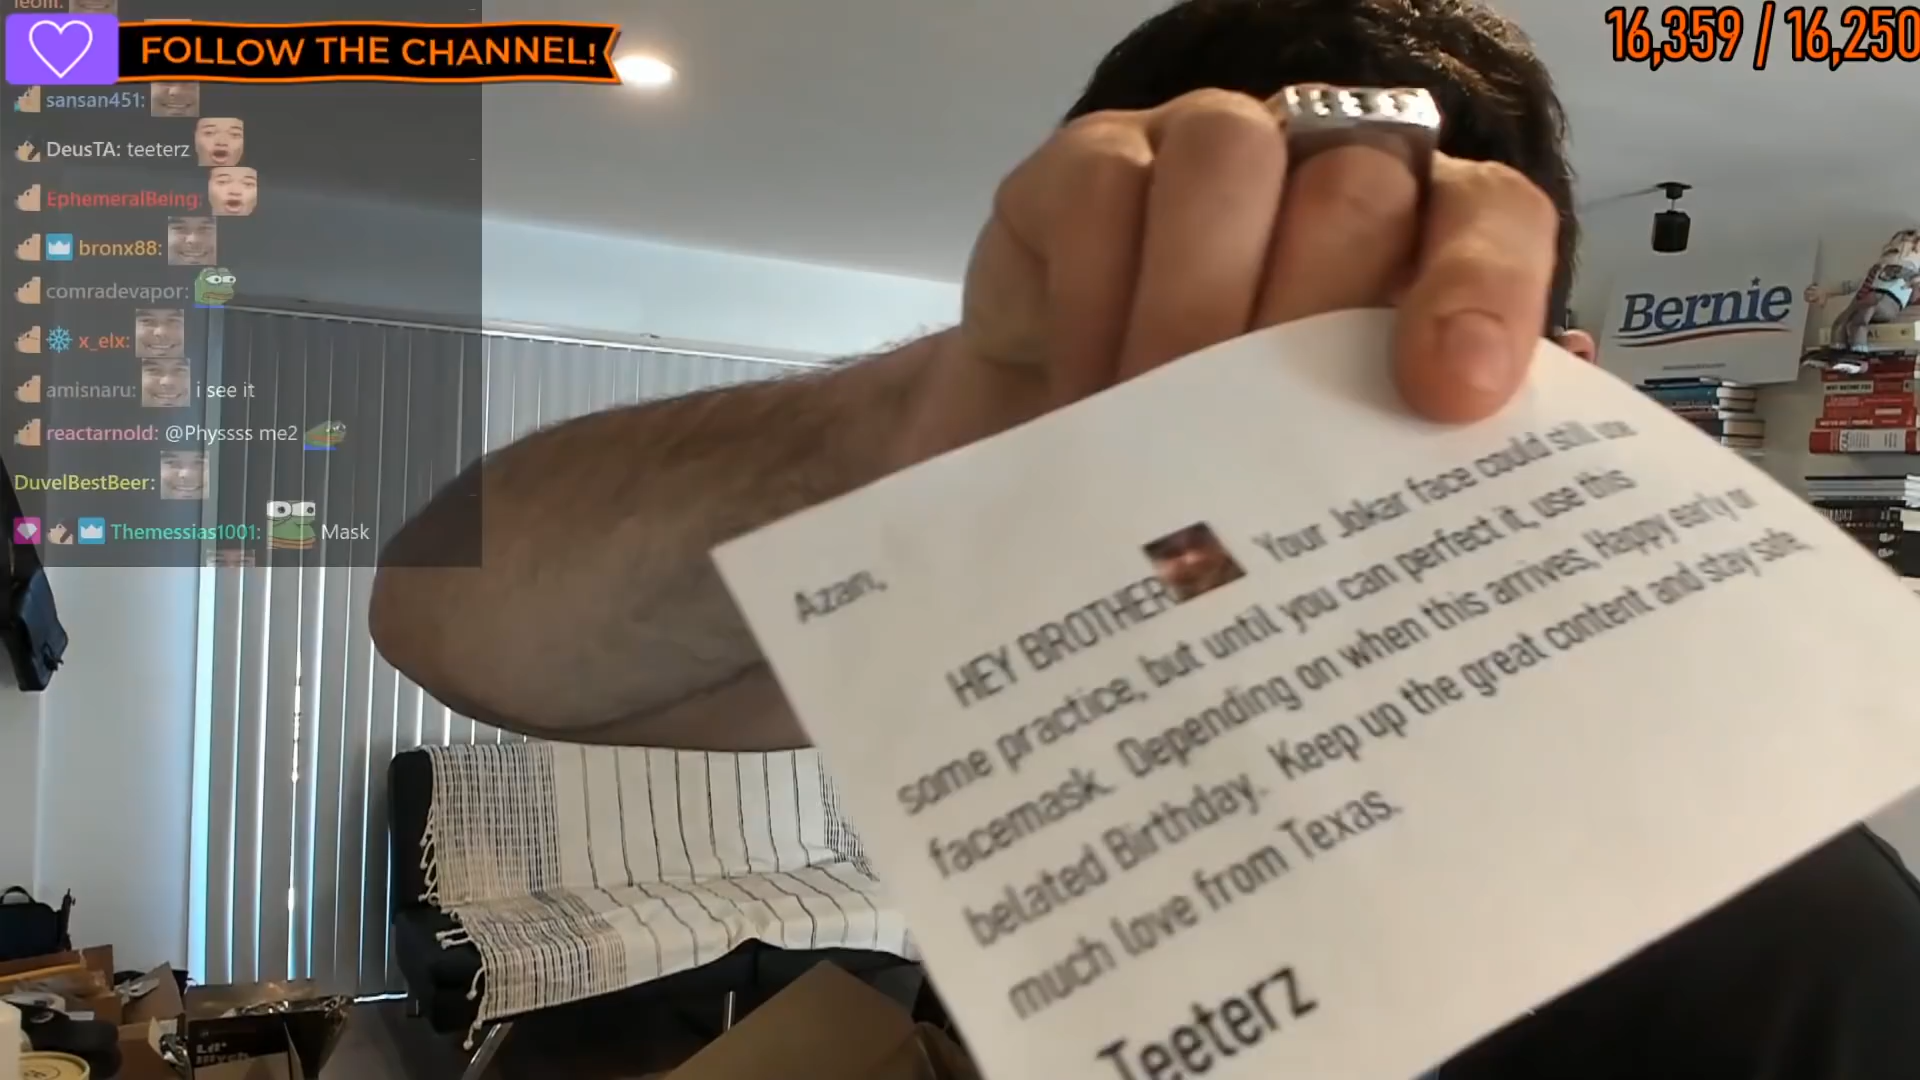 FOLLOW THE CHANNEL!
16,359 / 16,250
sansan451:
DeusTA: teeterz
EphemeralBeing:
bronx88:
comradevapor:
x_elx:
amisnaru: i see it
reactarnold: @Physsss me2
DuvelBestBeer:
Themessias1001: Mask
Bernie
Azan,
HEY BROTHER Your Jokar face could still use
some practice, but until you can perfect it, use this
facemask. Depending on when this arrives, Happy early or
belated Birthday. Keep up the great content and stay safe,
much love from Texas.
Teeterz